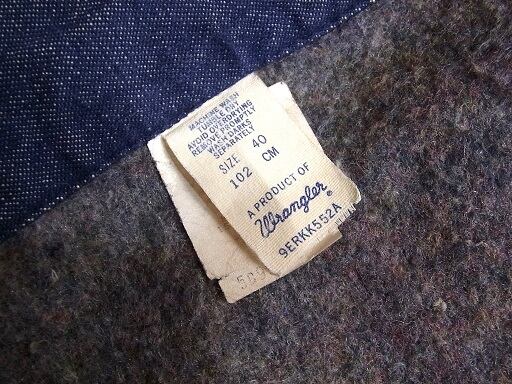 MACHINE WASH
TUMBLE DRY
AVOID OVERDRYING
REMOVE PROMPTLY
WASH DARKS
SEPARATELY
SIZE 40
102 CM
A PRODUCT OF
Wrangler®
9ERKK552A